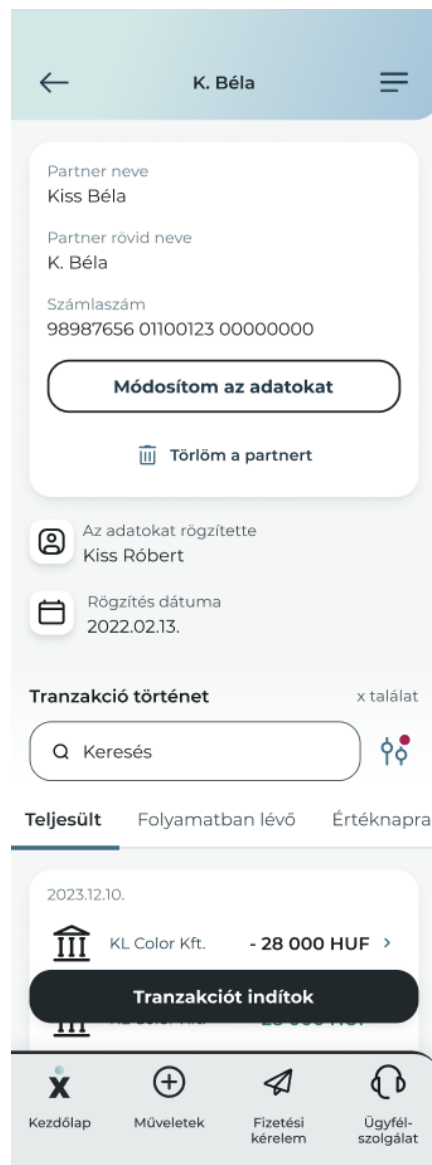 K. Béla
Partner neve
Kiss Béla
Partner rövid neve
K. Béla
Számlaszám
98987656 01100123 00000000
Módosítom az adatokat
Törlöm a partnert
Az adatokat rögzítette
Kiss Róbert
Rögzítés dátuma
2022.02.13.
Tranzakció történet
x találat
Keresés
Teljesült Folyamatban lévő Értéknapra
2023.12.10.
KL Color Kft. - 28 000 HUF
Tranzakciót indítok
Kezdőlap
Műveletek
Fizetési
kérelem
Ügyfél-
szolgálat